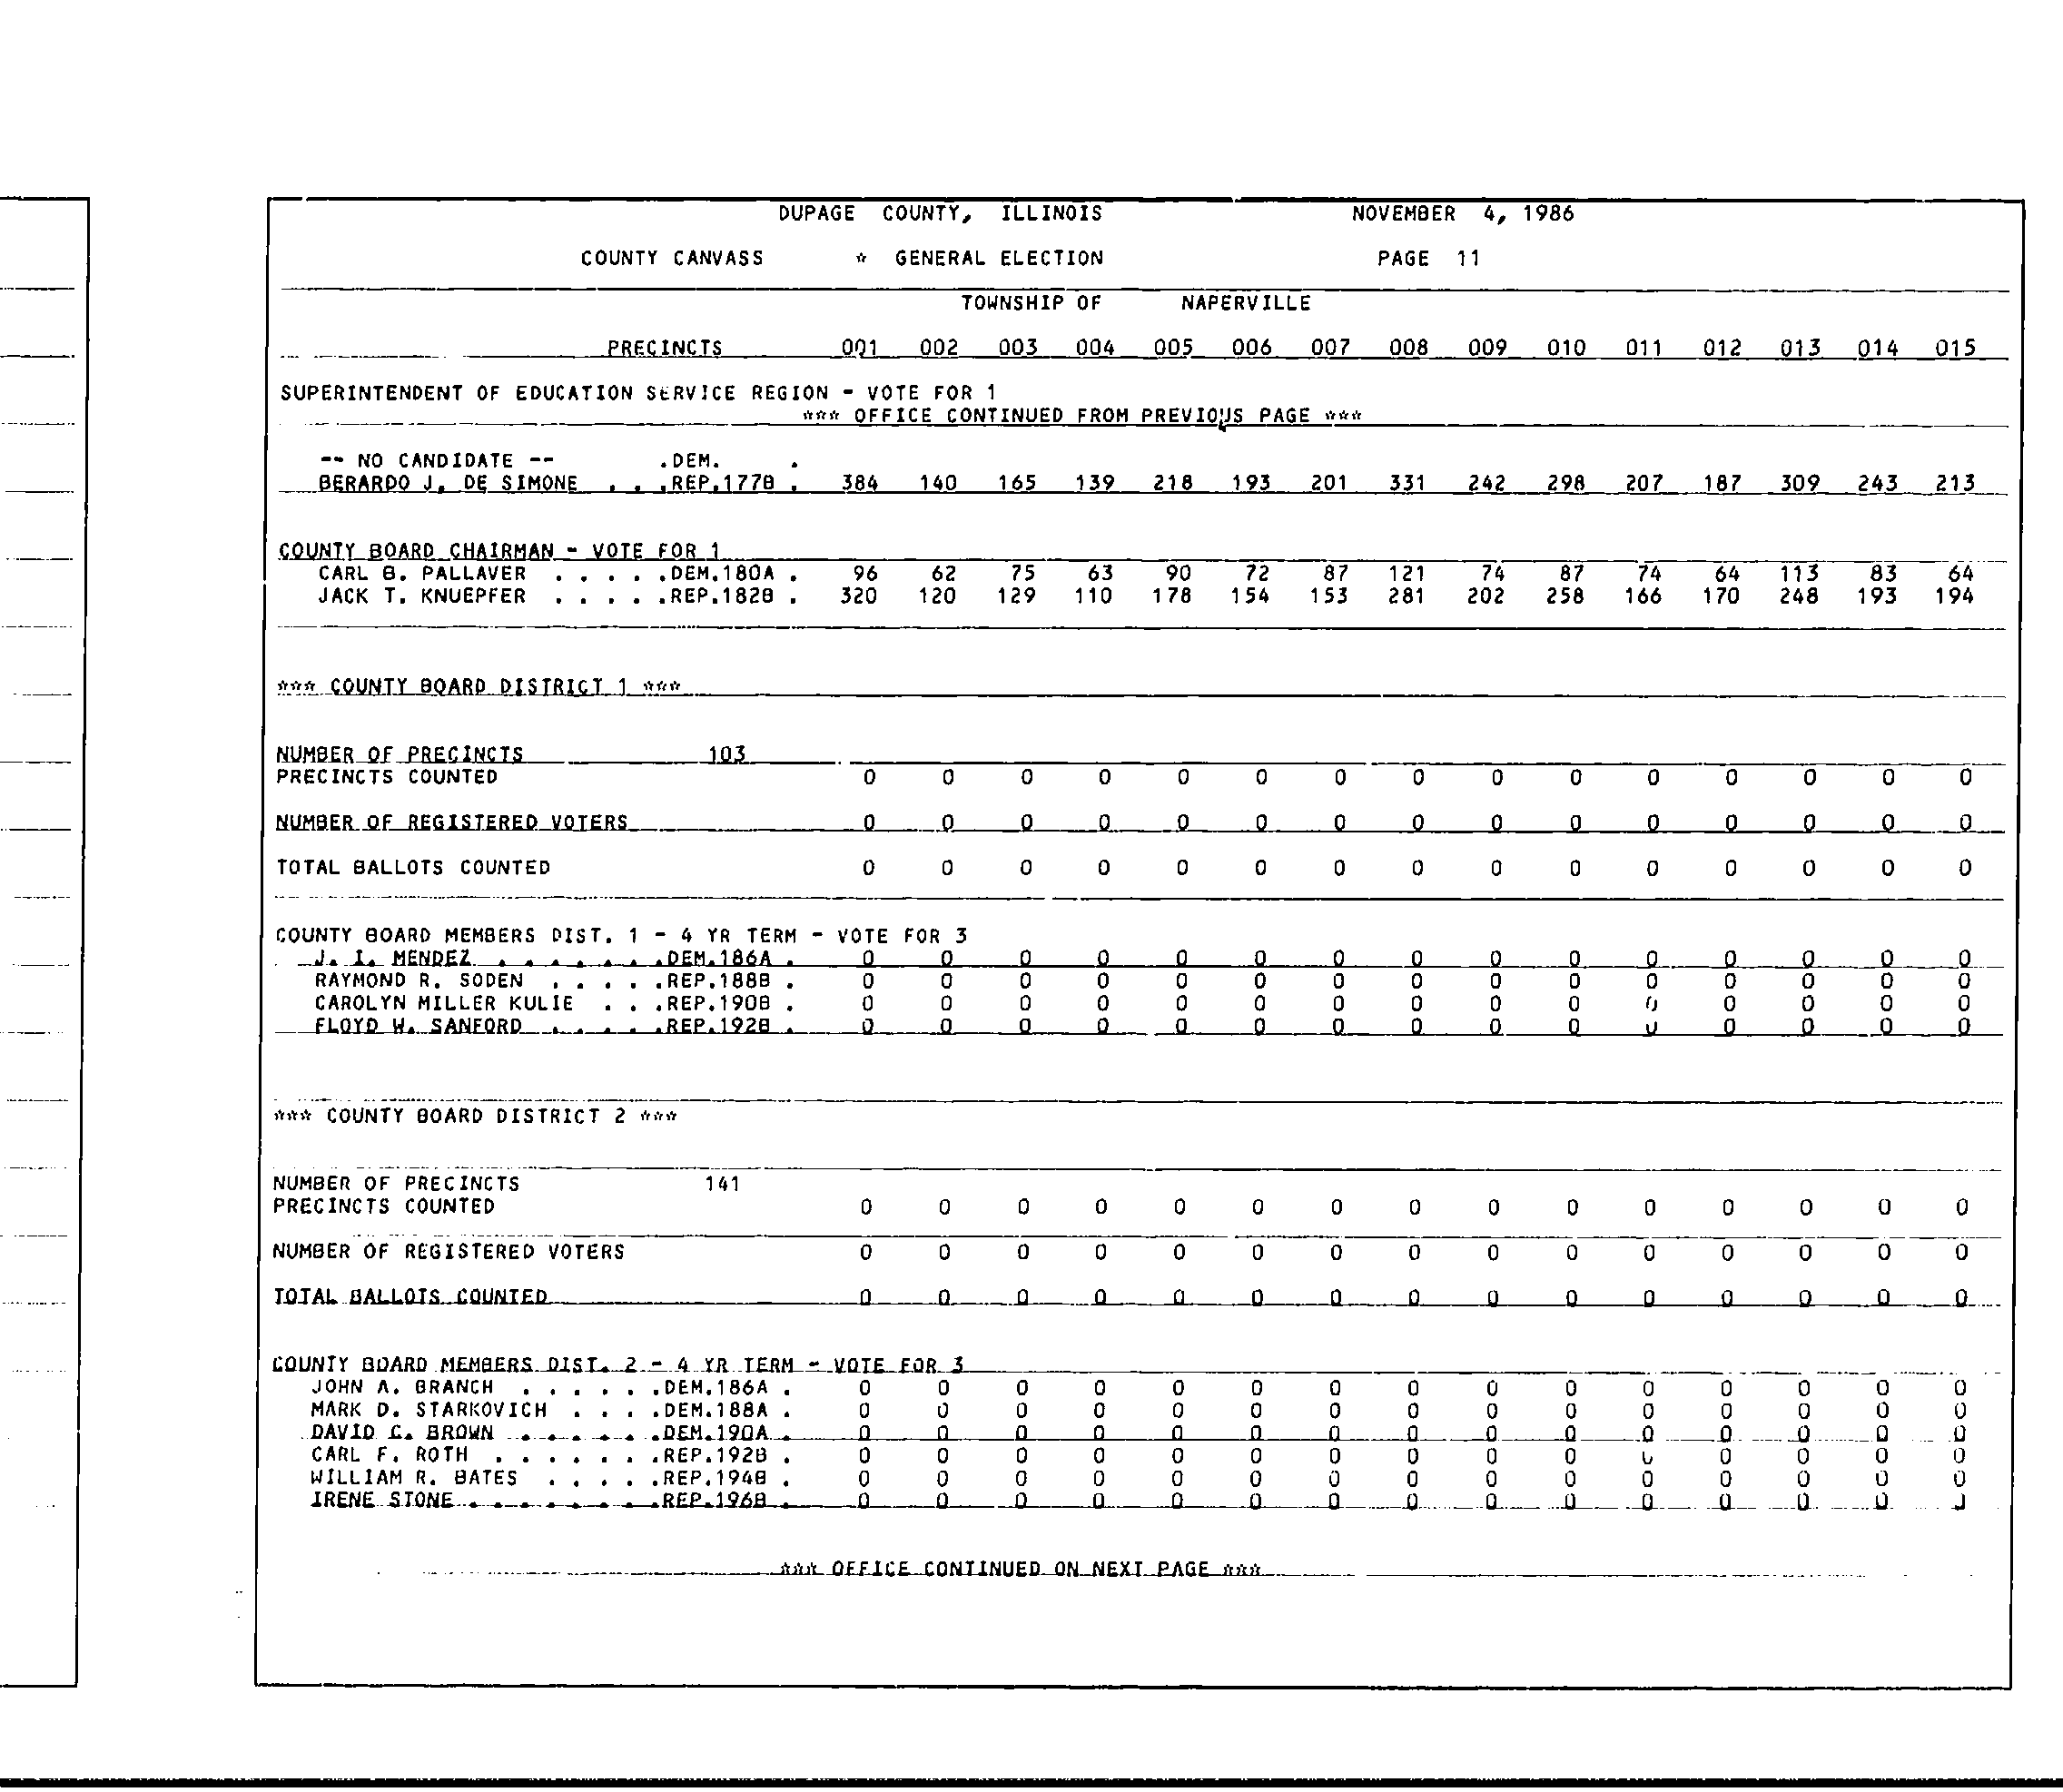 DUPAGE COUNTY, ILLINOIS NOVEMBER 4, 1986
COUNTY CANVASS * GENERAL ELECTION PAGE 11
TOWNSHIP OF NAPERVILLE
PRECINCTS 001 002 003 004 005 006 007 008 009 010 011 012 013 014 015
SUPERINTENDENT OF EDUCATION SERVICE REGION - VOTE FOR 1
*** OFFICE CONTINUED FROM PREVIOUS PAGE ***
-- NO CANDIDATE -- .DEM. .
BERARDO J. DE SIMONE . . .REP.177B . 384 140 165 139 218 193 201 331 242 298 207 187 309 243 213
COUNTY BOARD CHAIRMAN - VOTE FOR 1
CARL B. PALLAVER . . . . .DEM.180A . 96 62 75 63 90 72 87 121 74 87 74 64 113 83 64
JACK T. KNUEPFER . . . . .REP.182B . 320 120 129 110 178 154 153 281 202 258 166 170 248 193 194
*** COUNTY BOARD DISTRICT 1 ***
NUMBER OF PRECINCTS 103
PRECINCTS COUNTED 0 0 0 0 0 0 0 0 0 0 0 0 0 0 0
NUMBER OF REGISTERED VOTERS 0 0 0 0 0 0 0 0 0 0 0 0 0 0 0
TOTAL BALLOTS COUNTED 0 0 0 0 0 0 0 0 0 0 0 0 0 0 0
COUNTY BOARD MEMBERS DIST. 1 - 4 YR TERM - VOTE FOR 3
J. I. MENDEZ . . . . . . .DEM.186A . 0 0 0 0 0 0 0 0 0 0 0 0 0 0 0
RAYMOND R. SODEN . . . . .REP.188B . 0 0 0 0 0 0 0 0 0 0 0 0 0 0 0
CAROLYN MILLER KULIE . . .REP.190B . 0 0 0 0 0 0 0 0 0 0 0 0 0 0 0
FLOYD W. SANFORD . . . . .REP.192B . 0 0 0 0 0 0 0 0 0 0 0 0 0 0 0
*** COUNTY BOARD DISTRICT 2 ***
NUMBER OF PRECINCTS 141
PRECINCTS COUNTED 0 0 0 0 0 0 0 0 0 0 0 0 0 0 0
NUMBER OF REGISTERED VOTERS 0 0 0 0 0 0 0 0 0 0 0 0 0 0 0
TOTAL BALLOTS COUNTED 0 0 0 0 0 0 0 0 0 0 0 0 0 0 0
COUNTY BOARD MEMBERS DIST. 2 - 4 YR TERM - VOTE FOR 3
JOHN A. BRANCH . . . . . .DEM.186A . 0 0 0 0 0 0 0 0 0 0 0 0 0 0 0
MARK D. STARKOVICH . . . .DEM.188A . 0 0 0 0 0 0 0 0 0 0 0 0 0 0 0
DAVID C. BROWN . . . . . .DEM.190A . 0 0 0 0 0 0 0 0 0 0 0 0 0 0 0
CARL F. ROTH . . . . . . .REP.192B . 0 0 0 0 0 0 0 0 0 0 0 0 0 0 0
WILLIAM R. BATES . . . . .REP.194B . 0 0 0 0 0 0 0 0 0 0 0 0 0 0 0
IRENE STONE . . . . . . . .REP.196B . 0 0 0 0 0 0 0 0 0 0 0 0 0 0 0
*** OFFICE CONTINUED ON NEXT PAGE ***